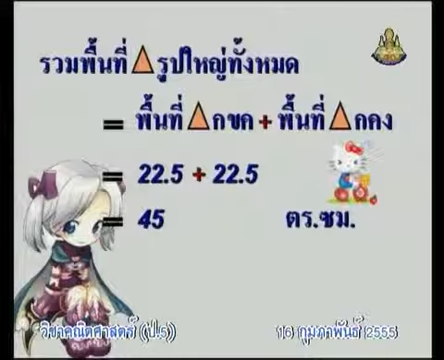 รวมพื้นที่ △ รูปใหญ่ทั้งหมด
= พื้นที่ △ กขค + พื้นที่ △ กคง
= 22.5 + 22.5
= 45 ตร.ซม.
วิชาคณิตศาสตร์ (ป.5) 16 กุมภาพันธ์ 2555